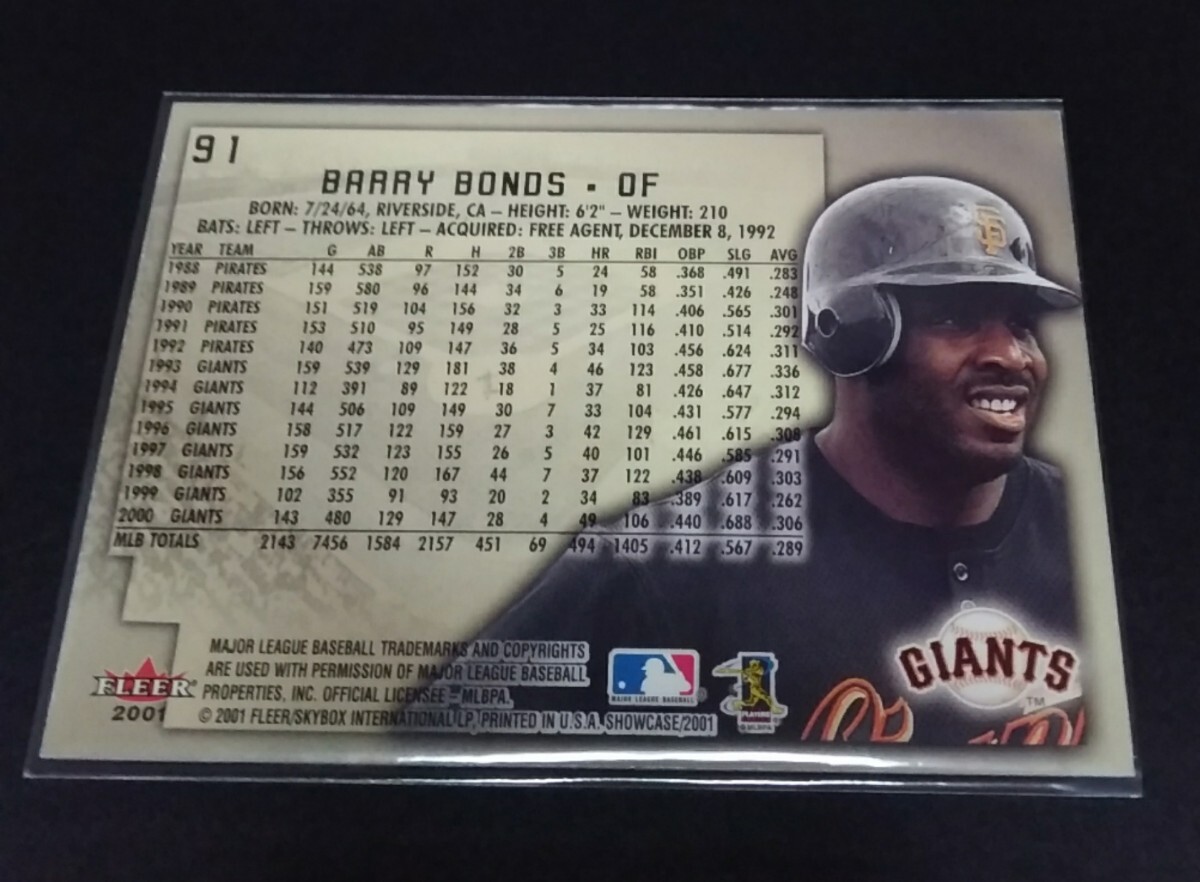 91
BARRY BONDS ▪ OF
BORN: 7/24/64, RIVERSIDE, CA – HEIGHT: 6'2" – WEIGHT: 210
BATS: LEFT – THROWS: LEFT – ACQUIRED: FREE AGENT, DECEMBER 8, 1992
YEAR TEAM G AB R H 2B 3B HR RBI OBP SLG AVG
1988 PIRATES 144 538 97 152 30 5 24 58 .368 .491 .283
1989 PIRATES 159 580 96 144 34 6 19 58 .351 .426 .248
1990 PIRATES 151 519 104 156 32 3 33 114 .406 .565 .301
1991 PIRATES 153 510 95 149 28 5 25 116 .410 .514 .292
1992 PIRATES 140 473 109 147 36 5 34 103 .456 .624 .311
1993 GIANTS 159 539 129 181 38 4 46 123 .458 .677 .336
1994 GIANTS 112 391 89 122 18 1 37 81 .426 .647 .312
1995 GIANTS 144 506 109 149 30 7 33 104 .431 .577 .294
1996 GIANTS 158 517 122 159 27 3 42 129 .461 .615 .308
1997 GIANTS 159 532 123 155 26 5 40 101 .446 .585 .291
1998 GIANTS 156 552 120 167 44 7 37 122 .438 .609 .303
1999 GIANTS 102 355 91 93 20 2 34 83 .389 .617 .262
2000 GIANTS 143 480 129 147 28 4 49 106 .440 .688 .306
MLB TOTALS 2143 7456 1584 2157 451 69 494 1405 .412 .567 .289
SF
GIANTS
TM
MAJOR LEAGUE BASEBALL TRADEMARKS AND COPYRIGHTS
ARE USED WITH PERMISSION OF MAJOR LEAGUE BASEBALL
PROPERTIES, INC. OFFICIAL LICENSEE – MLBPA.
© 2001 FLEER/SKYBOX INTERNATIONAL LP, PRINTED IN U.S.A. SHOWCASE/2001
FLEER
2001
MAJOR LEAGUE BASEBALL